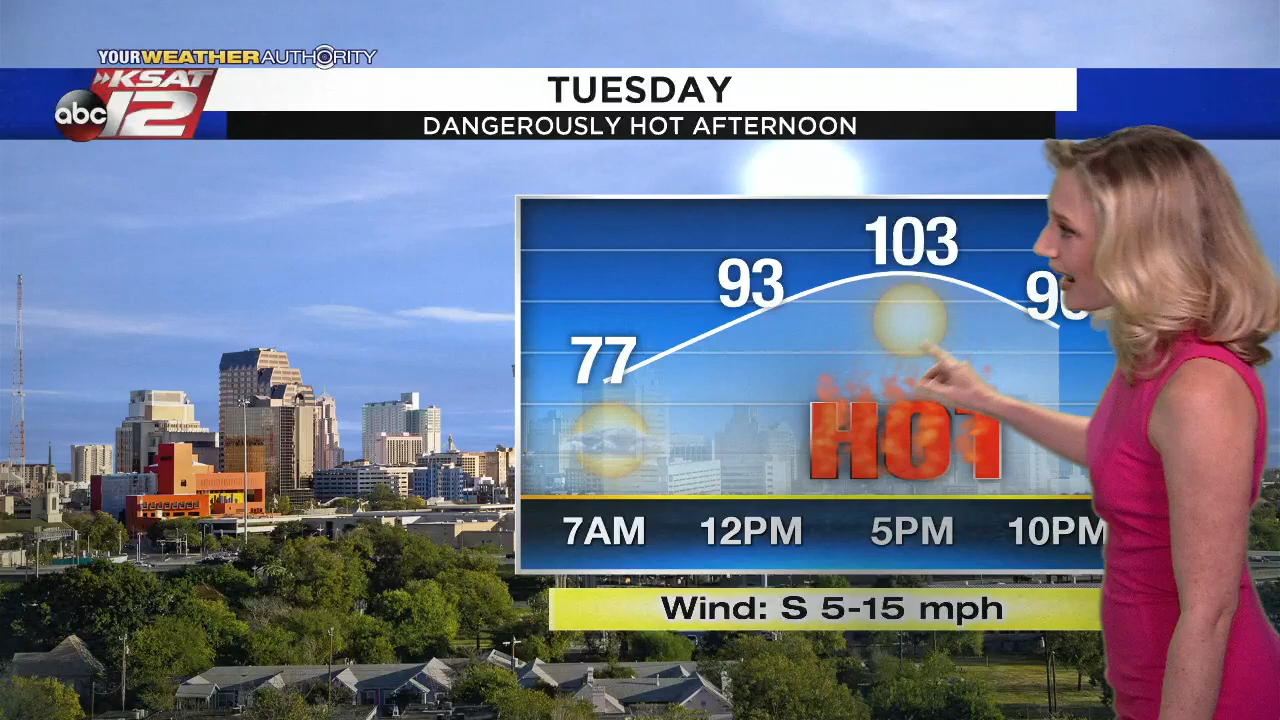 YOURWEATHERAUTHORITY
KSAT
abc 12
TUESDAY
DANGEROUSLY HOT AFTERNOON
103
93
77
HOT
7AM 12PM 5PM 10PM
Wind: S 5-15 mph